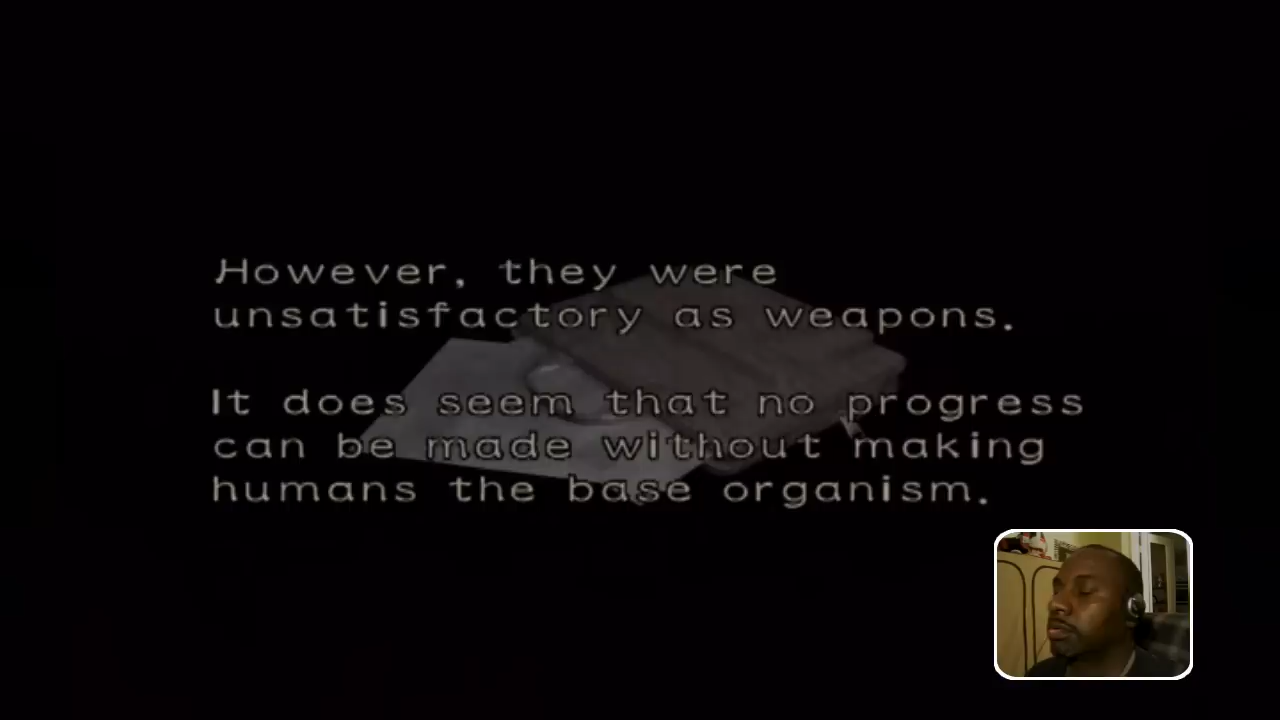 However, they were
unsatisfactory as weapons.
It does seem that no progress
can be made without making
humans the base organism.